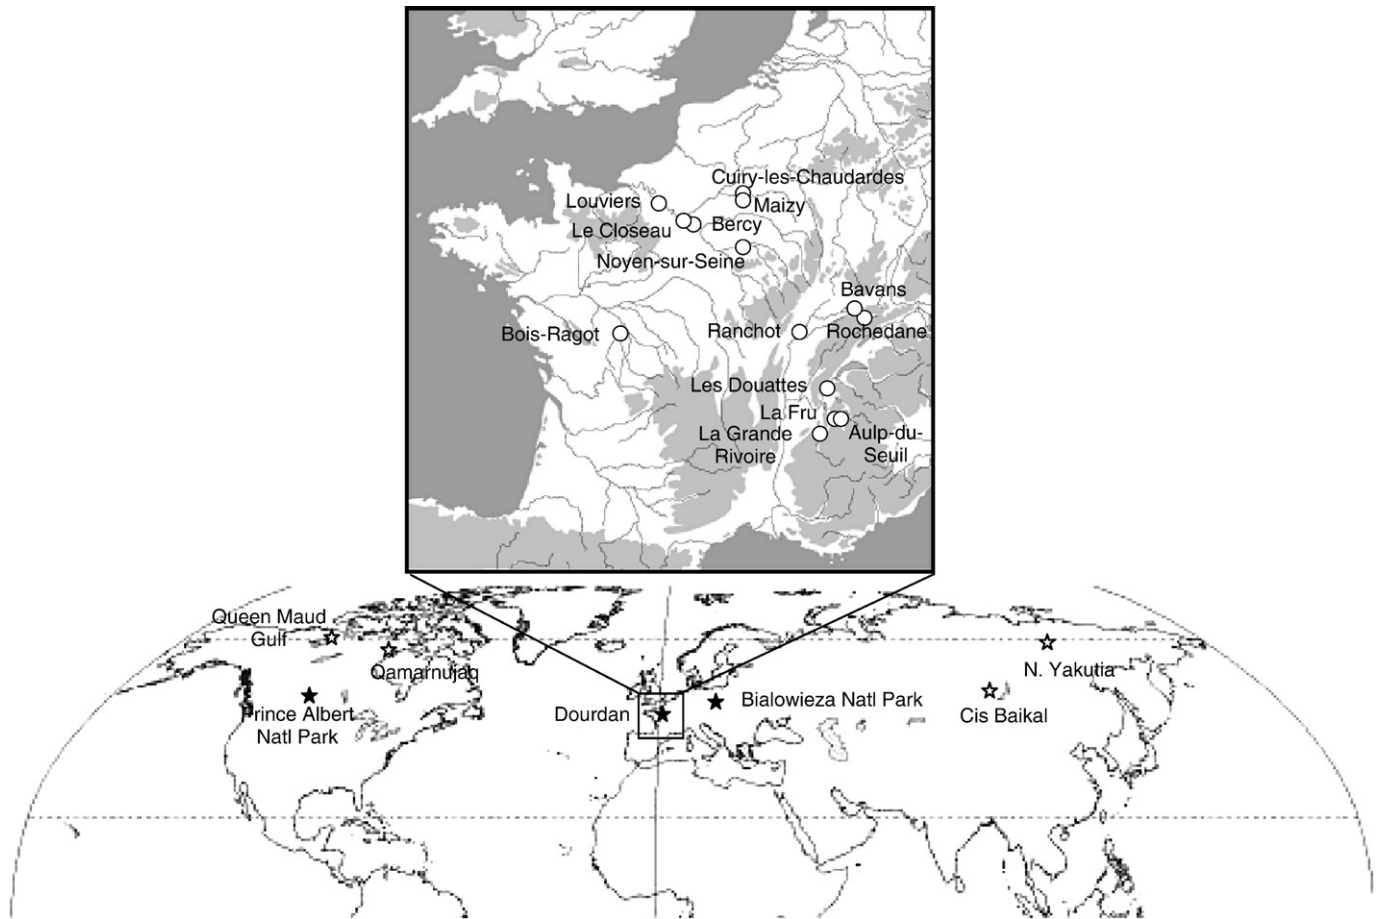 Cuiry-les-Chaudardes
Louviers
Maizy
Le Closeau
Bercy
Noyen-sur-Seine
Bavans
Bois-Ragot
Ranchot
Rochedane
Les Douattes
La Fru
La Grande
Rivoire
Aulp-du-
Seuil
Queen Maud
Gulf
Qamarnujaq
N. Yakutia
Prince Albert
Natl Park
Dourdan
Bialowieza Natl Park
Cis Baikal